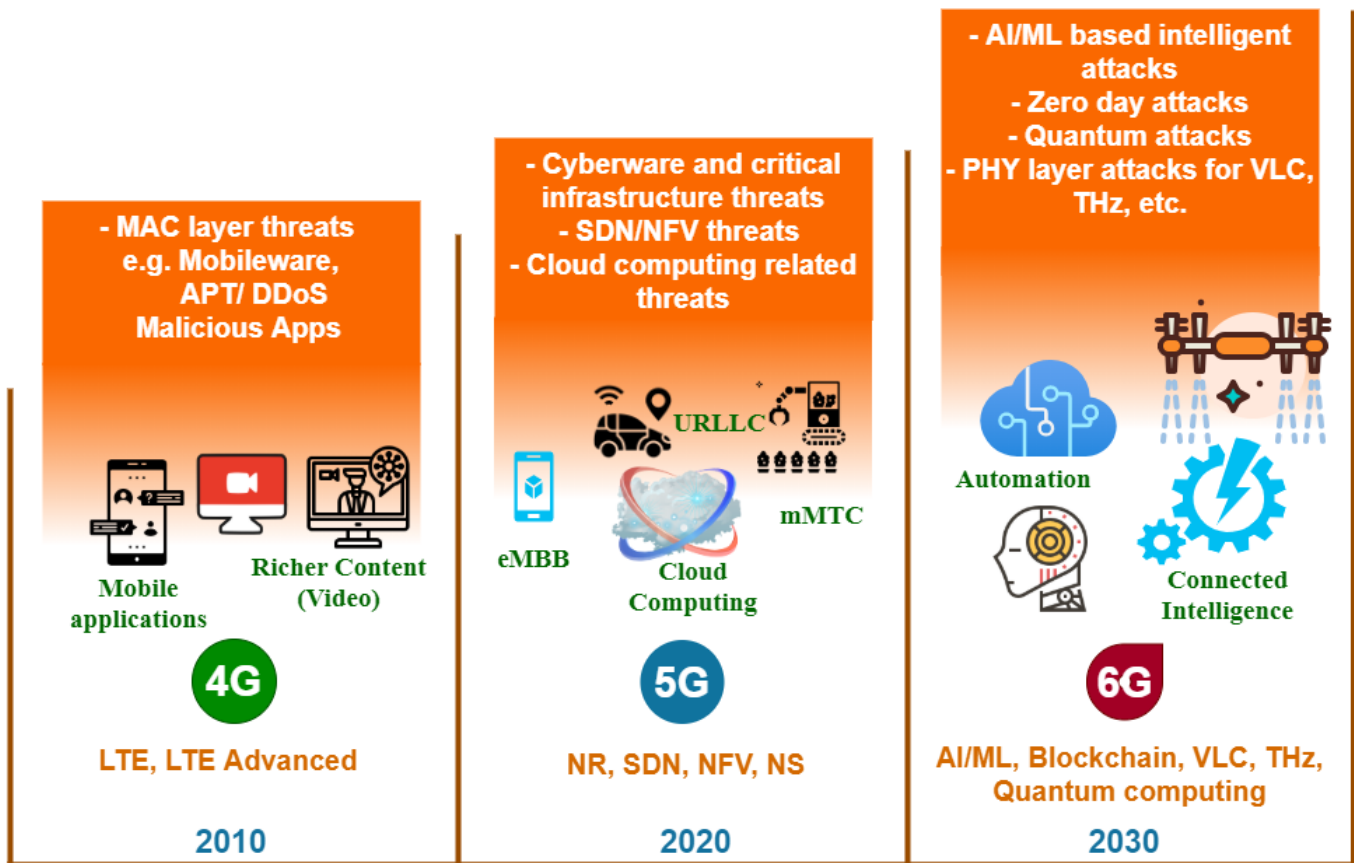 - MAC layer threats
e.g. Mobileware,
APT/ DDoS
Malicious Apps
Mobile
applications
Richer Content
(Video)
4G
LTE, LTE Advanced
2010
- Cyberware and critical
infrastructure threats
- SDN/NFV threats
- Cloud computing related
threats
URLLC
mMTC
eMBB
Cloud
Computing
5G
NR, SDN, NFV, NS
2020
- AI/ML based intelligent
attacks
- Zero day attacks
- Quantum attacks
- PHY layer attacks for VLC,
THz, etc.
Automation
Connected
Intelligence
6G
AI/ML, Blockchain, VLC, THz,
Quantum computing
2030